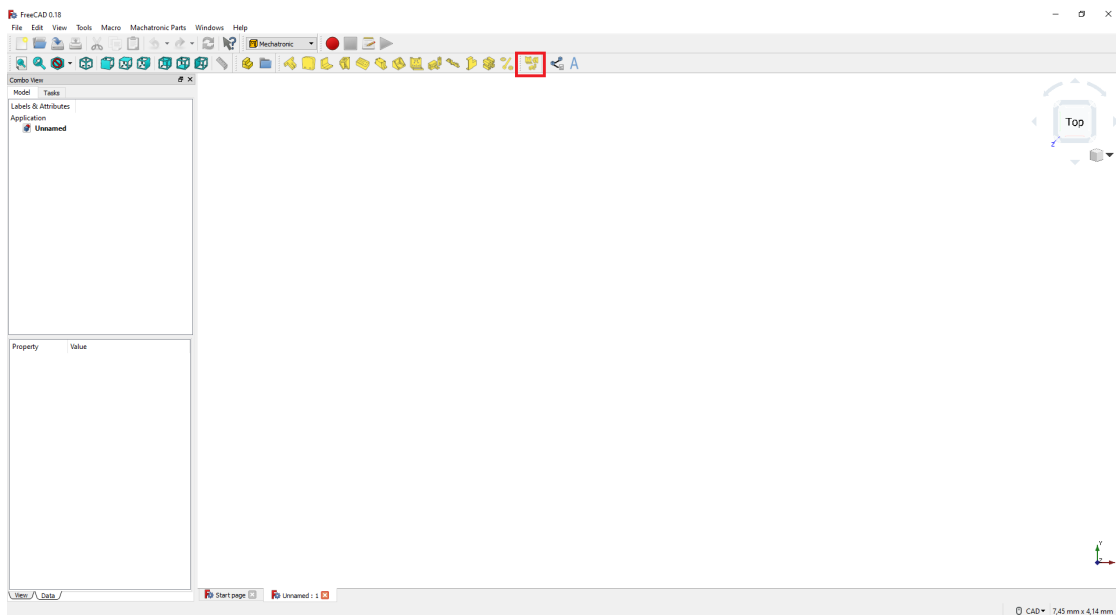 FreeCAD 0.18
File Edit View Tools Macro Mechatronic Parts Windows Help
Mechatronic
A
Combo View
Model Tasks
Labels & Attributes
Application
Unnamed
Top
Z
Property Value
Y
Z
View Data
Start page Unnamed : 1
CAD 7,45 mm x 4,14 mm